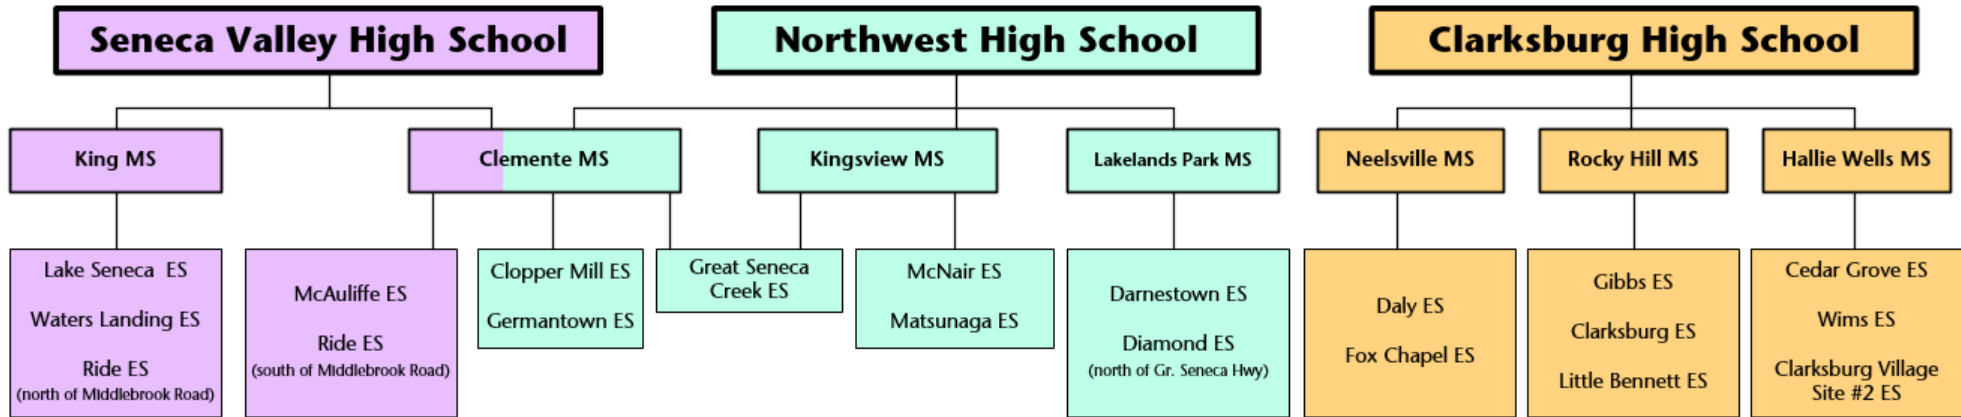 Seneca Valley High School
Northwest High School
Clarksburg High School
King MS
Clemente MS
Kingsview MS
Lakelands Park MS
Neelsville MS
Rocky Hill MS
Hallie Wells MS
Lake Seneca ES
Waters Landing ES
Ride ES
(north of Middlebrook Road)
McAuliffe ES
Ride ES
(south of Middlebrook Road)
Clopper Mill ES
Germantown ES
Great Seneca
Creek ES
McNair ES
Matsunaga ES
Darnestown ES
Diamond ES
(north of Gr. Seneca Hwy)
Daly ES
Fox Chapel ES
Gibbs ES
Clarksburg ES
Little Bennett ES
Cedar Grove ES
Wims ES
Clarksburg Village
Site #2 ES